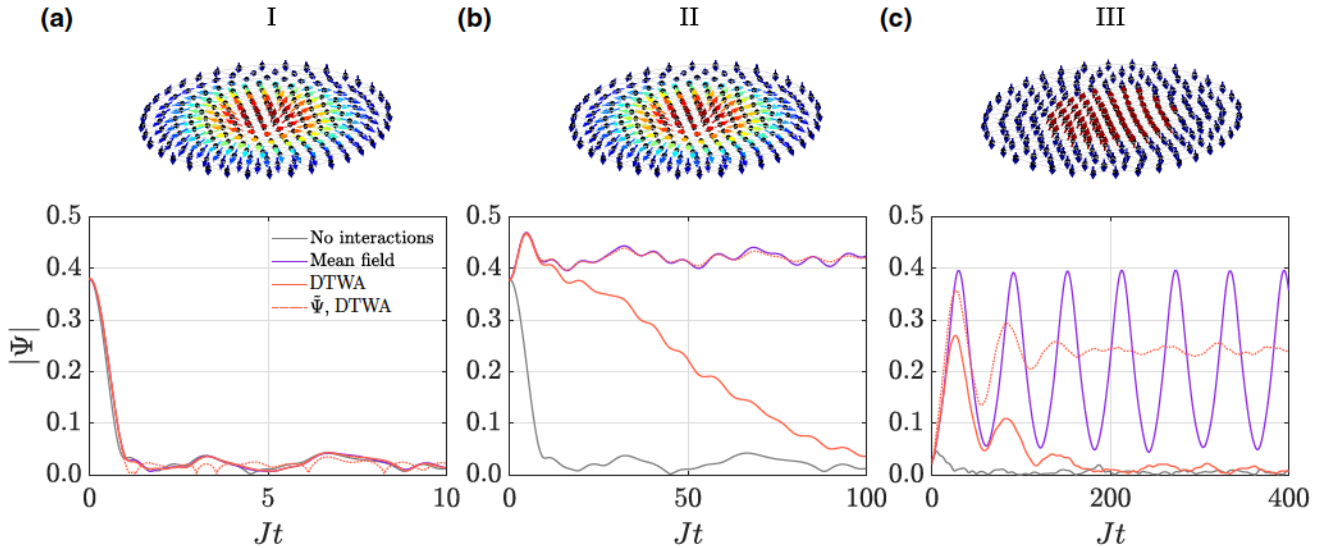 (a) I (b) II (c) III
0.5 0.5 0.5
No interactions
Mean field
DTWA
Ψ̃, DTWA
0.4 0.4 0.4
0.3 0.3 0.3
|Ψ|
0.2 0.2 0.2
0.1 0.1 0.1
0.0 0.0 0.0
0 5 10 0 50 100 0 200 400
Jt Jt Jt